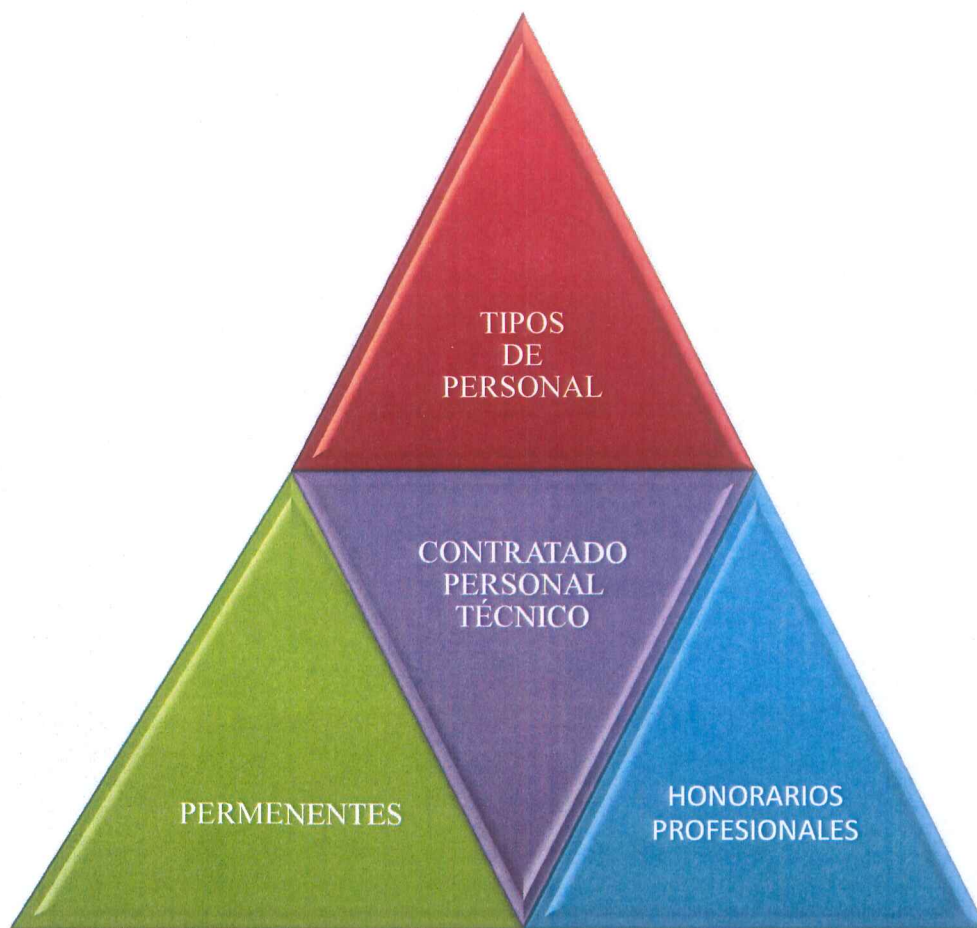 TIPOS
DE
PERSONAL
CONTRATADO
PERSONAL
TÉCNICO
PERMENENTES
HONORARIOS
PROFESIONALES